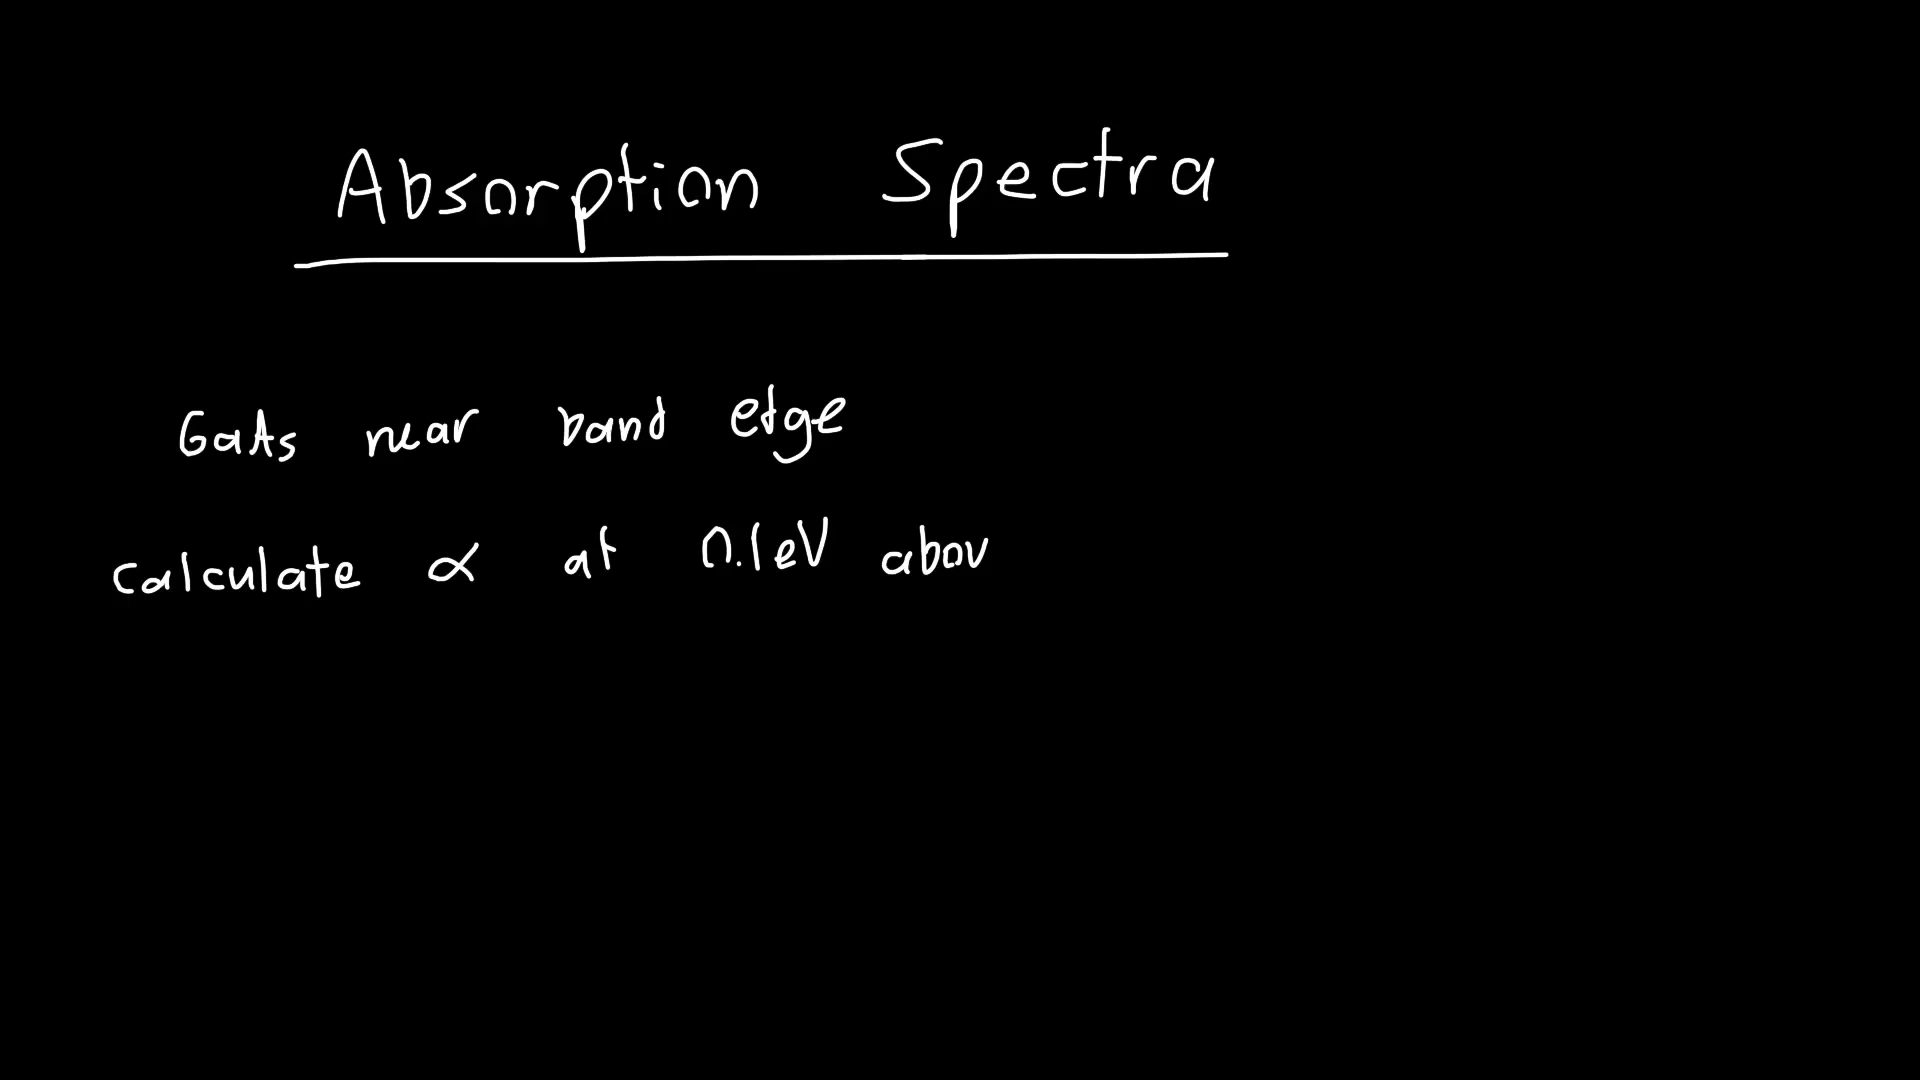 Absorption Spectra
GaAs near band edge
calculate α at 0.1eV abov